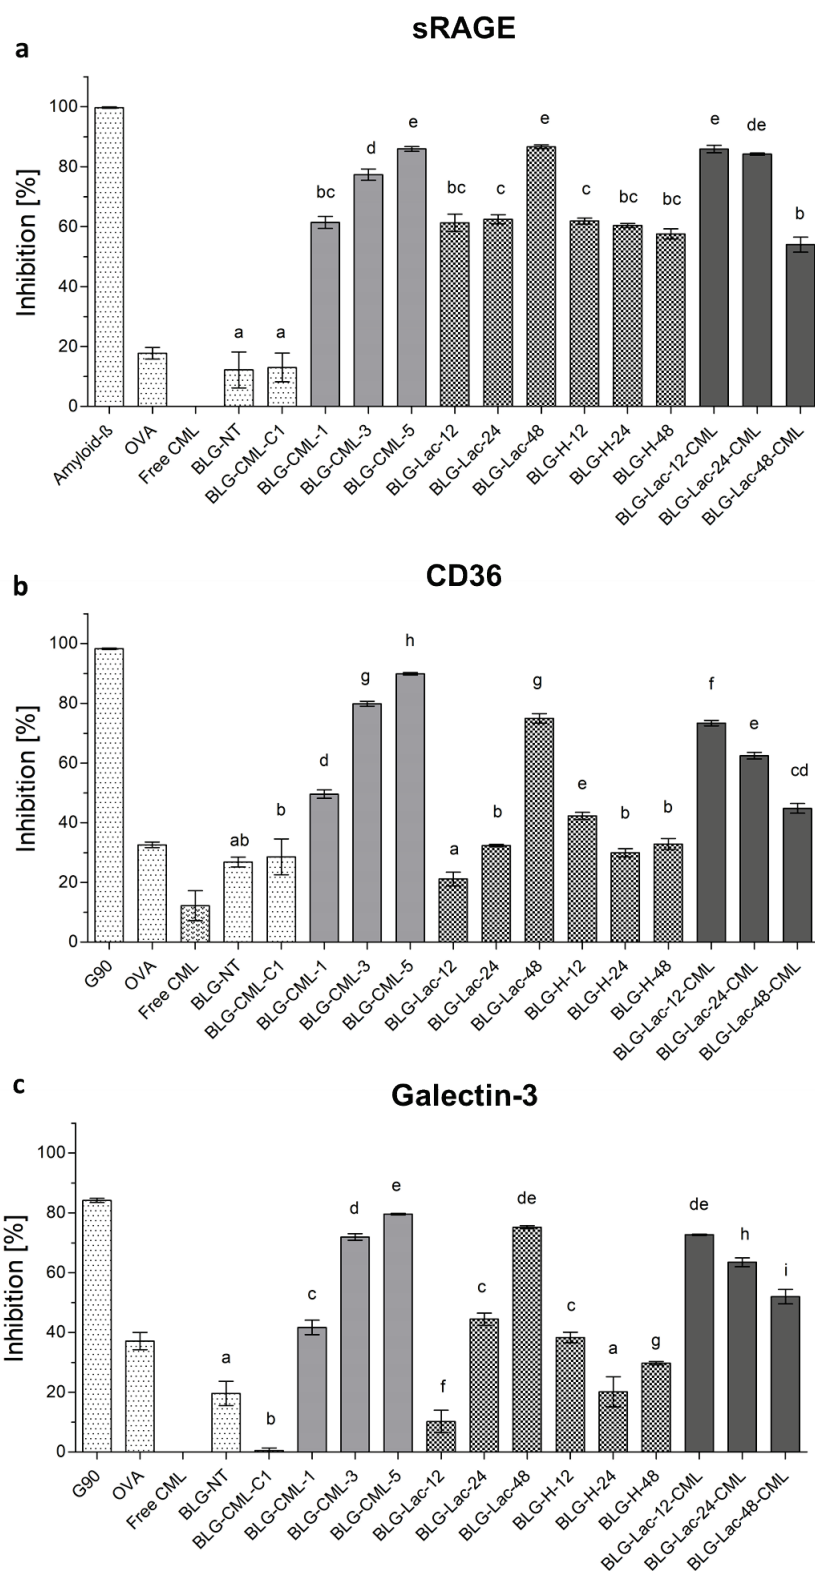 sRAGE
a
Inhibition [%]
100
80
60
40
20
0
a
a
bc
d
e
bc
c
e
c
bc
bc
e
de
b
Amyloid-ß
OVA
Free CML
BLG-NT
BLG-CML-C1
BLG-CML-1
BLG-CML-3
BLG-CML-5
BLG-Lac-12
BLG-Lac-24
BLG-Lac-48
BLG-H-12
BLG-H-24
BLG-H-48
BLG-Lac-12-CML
BLG-Lac-24-CML
BLG-Lac-48-CML
CD36
b
Inhibition [%]
100
80
60
40
20
0
ab
b
d
g
h
a
b
g
e
b
b
f
e
cd
G90
OVA
Free CML
BLG-NT
BLG-CML-C1
BLG-CML-1
BLG-CML-3
BLG-CML-5
BLG-Lac-12
BLG-Lac-24
BLG-Lac-48
BLG-H-12
BLG-H-24
BLG-H-48
BLG-Lac-12-CML
BLG-Lac-24-CML
BLG-Lac-48-CML
c
Galectin-3
Inhibition [%]
100
80
60
40
20
0
a
b
c
d
e
f
c
de
c
a
g
de
h
i
G90
OVA
Free CML
BLG-NT
BLG-CML-C1
BLG-CML-1
BLG-CML-3
BLG-CML-5
BLG-Lac-12
BLG-Lac-24
BLG-Lac-48
BLG-H-12
BLG-H-24
BLG-H-48
BLG-Lac-12-CML
BLG-Lac-24-CML
BLG-Lac-48-CML